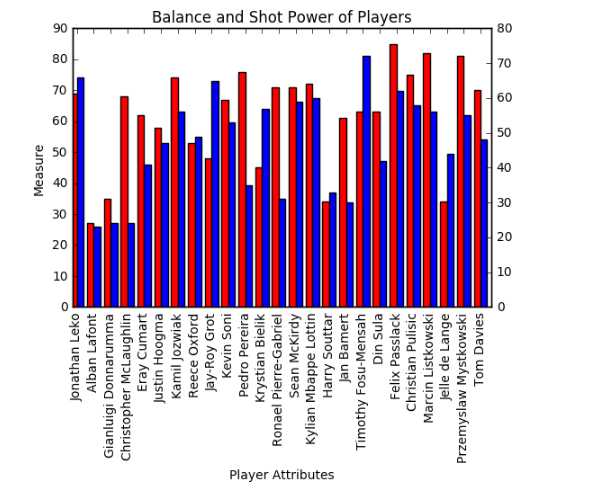 Balance and Shot Power of Players
90
80
70
60
50
40
30
20
10
0
Measure
80
70
60
50
40
30
20
10
0
Jonathan Leko
Alban Lafont
Gianluigi Donnarumma
Christopher McLaughlin
Eray Cumart
Justin Hoogma
Kamil Jozwiak
Reece Oxford
Jay-Roy Grot
Kevin Soni
Pedro Pereira
Krystian Bielik
Ronael Pierre-Gabriel
Sean McKirdy
Kylian Mbappe Lottin
Harry Souttar
Jan Bamert
Timothy Fosu-Mensah
Din Sula
Felix Passlack
Christian Pulisic
Marcin Listkowski
Jelle de Lange
Przemyslaw Mystkowski
Tom Davies
Player Attributes